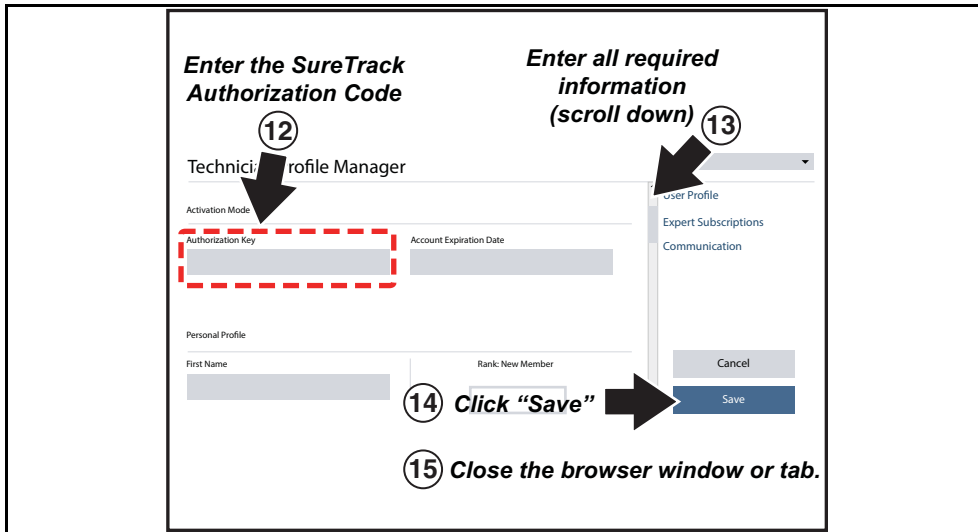 Enter the SureTrack
Authorization Code
12
Enter all required
information
(scroll down)
13
Technici rofile Manager
Activation Mode
Authorization Key
Account Expiration Date
User Profile
Expert Subscriptions
Communication
Personal Profile
First Name
Rank: New Member
Cancel
Save
14 Click “Save”
15 Close the browser window or tab.